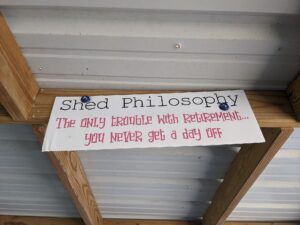 Shed Philosophy
The only trouble with retirement...
you never get a day off